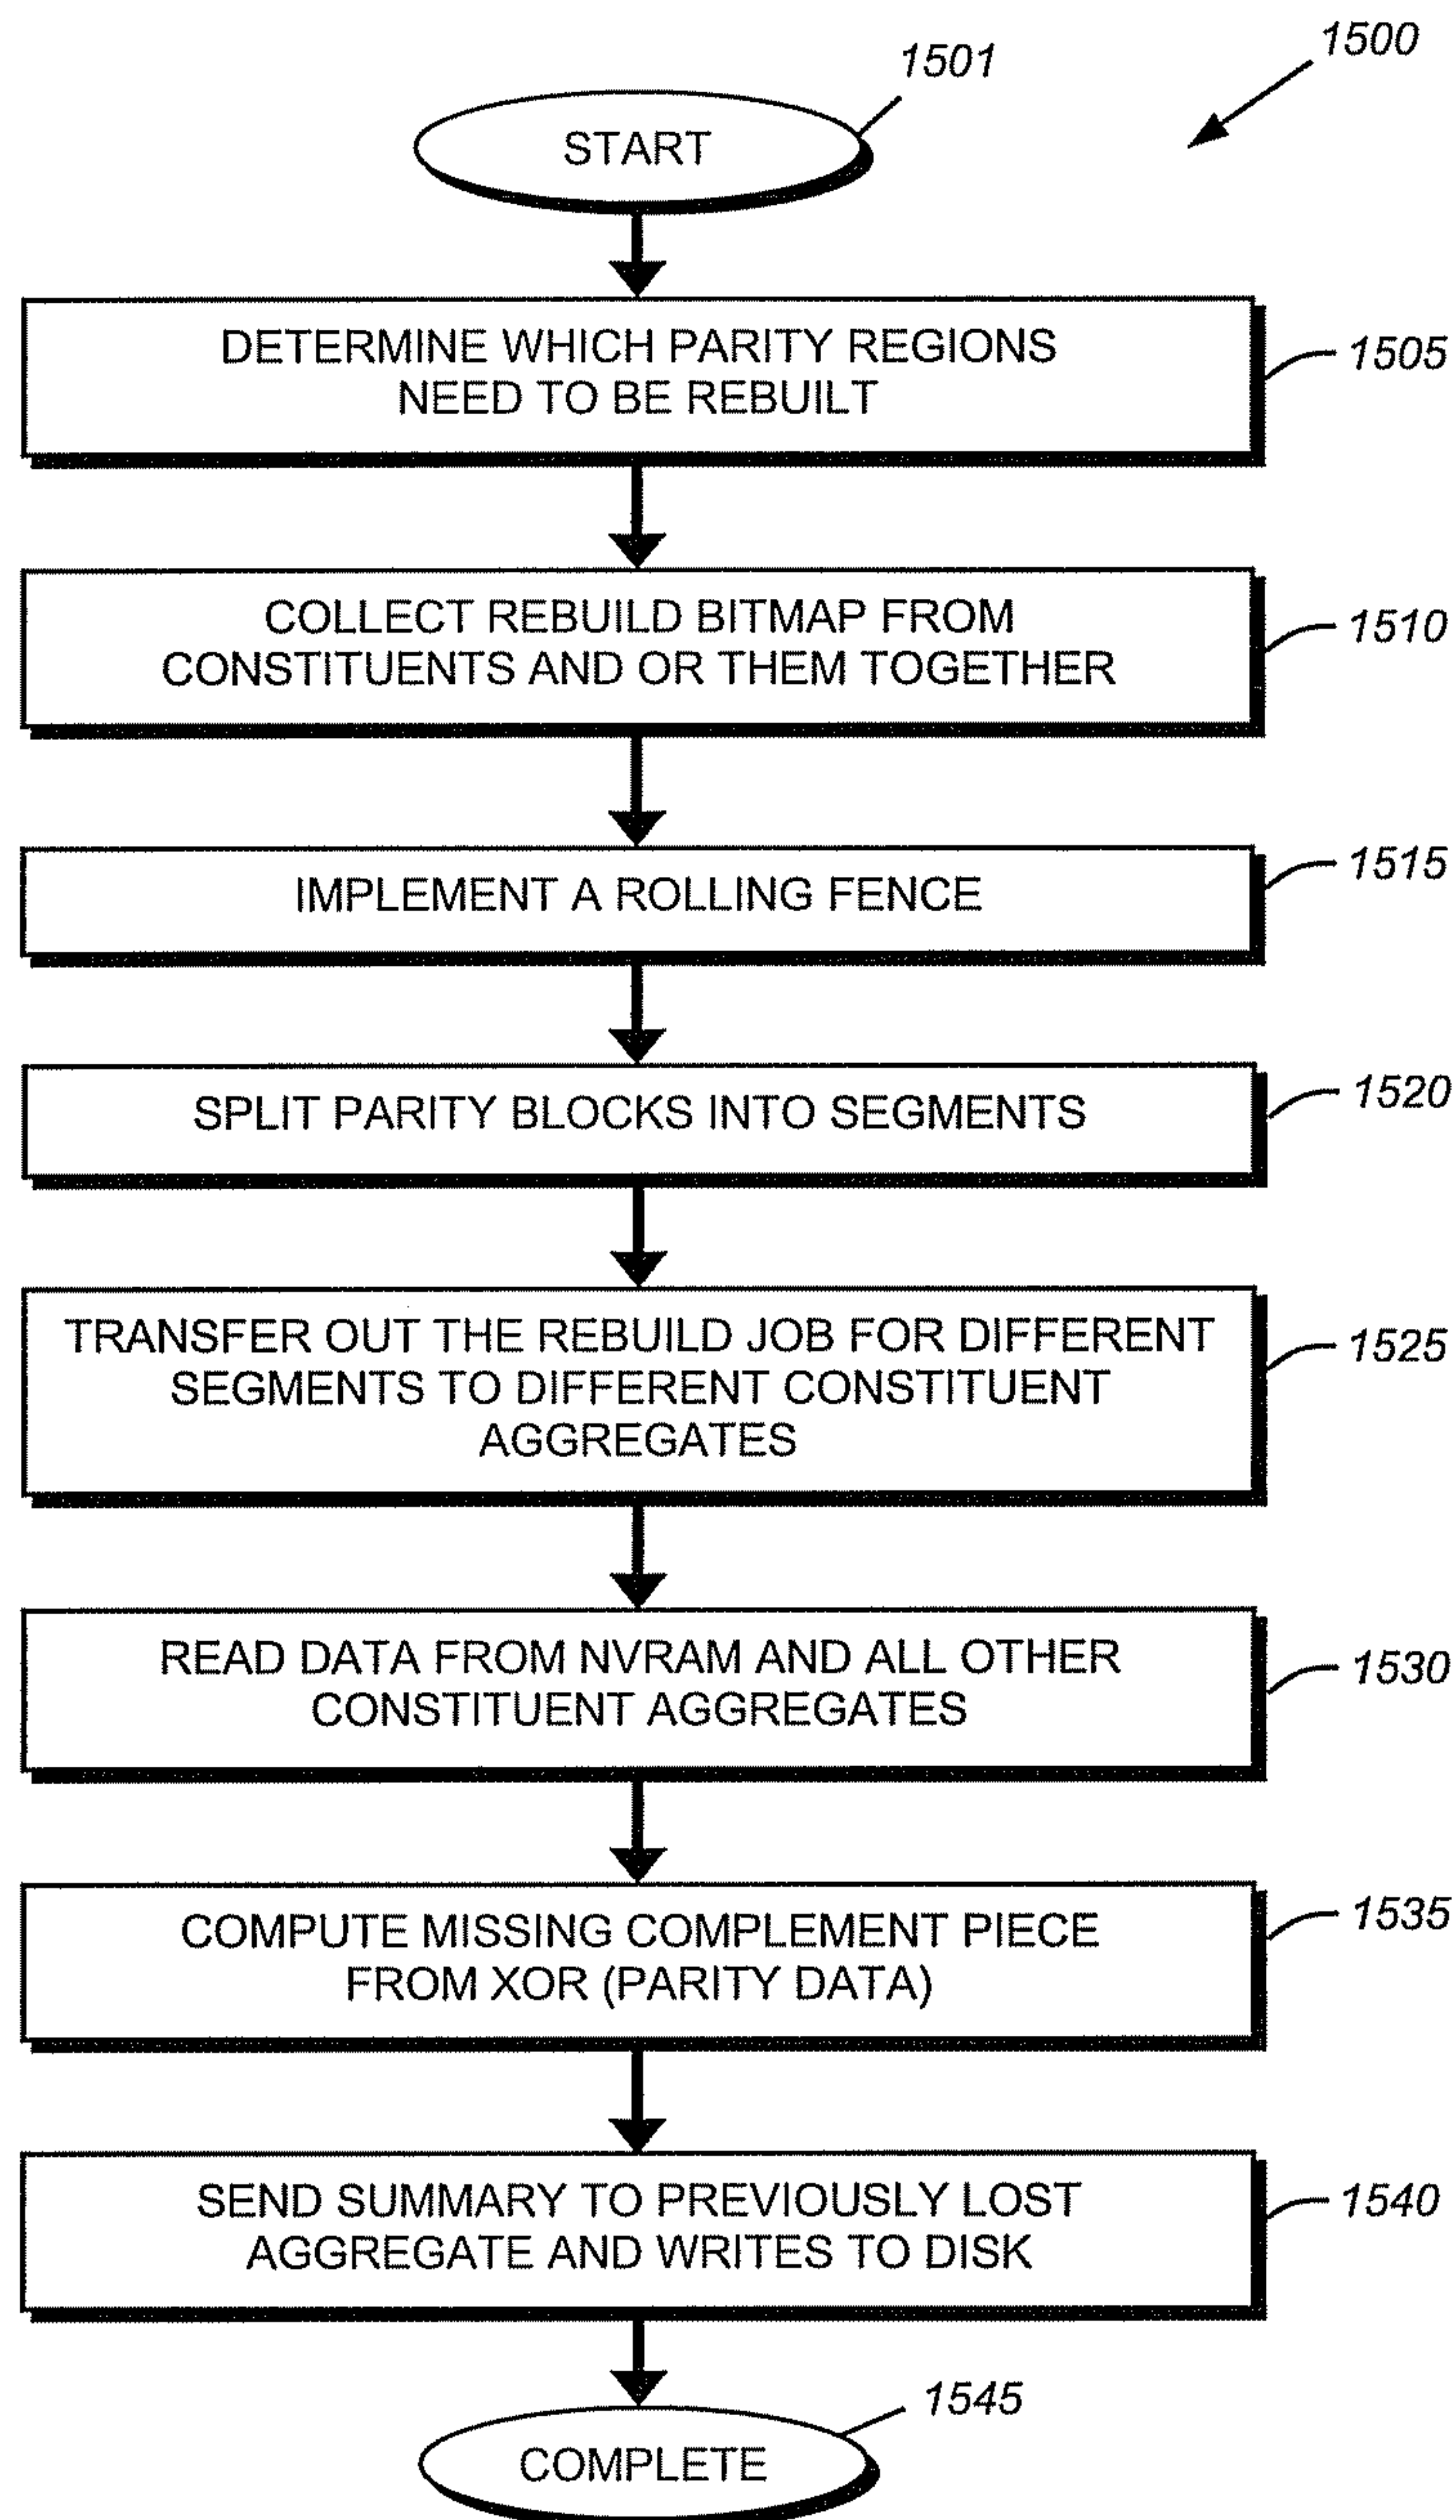 1500
1501
START
DETERMINE WHICH PARITY REGIONS
NEED TO BE REBUILT
1505
COLLECT REBUILD BITMAP FROM
CONSTITUENTS AND OR THEM TOGETHER
1510
IMPLEMENT A ROLLING FENCE
1515
SPLIT PARITY BLOCKS INTO SEGMENTS
1520
TRANSFER OUT THE REBUILD JOB FOR DIFFERENT
SEGMENTS TO DIFFERENT CONSTITUENT
AGGREGATES
1525
READ DATA FROM NVRAM AND ALL OTHER
CONSTITUENT AGGREGATES
1530
COMPUTE MISSING COMPLEMENT PIECE
FROM XOR (PARITY DATA)
1535
SEND SUMMARY TO PREVIOUSLY LOST
AGGREGATE AND WRITES TO DISK
1540
1545
COMPLETE